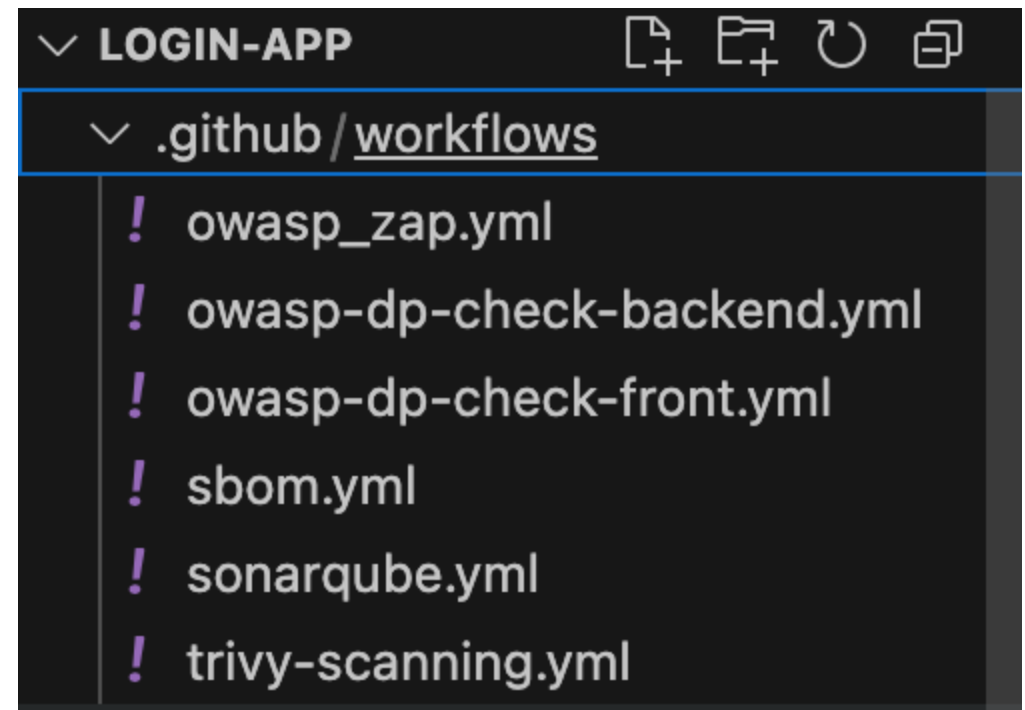 LOGIN-APP
.github/workflows
! owasp_zap.yml
! owasp-dp-check-backend.yml
! owasp-dp-check-front.yml
! sbom.yml
! sonarqube.yml
! trivy-scanning.yml